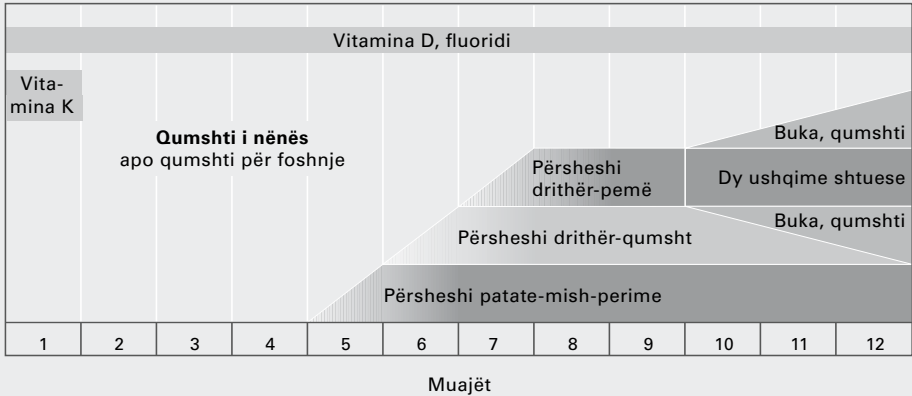 Vitamina D, fluoridi
Vita-
mina K
Qumshti i nënës
apo qumshti për foshnje
Buka, qumshti
Përsheshi
drithër-pemë
Dy ushqime shtuese
Përsheshi drithër-qumsht
Buka, qumshti
Përsheshi patate-mish-perime
1 2 3 4 5 6 7 8 9 10 11 12
Muajët